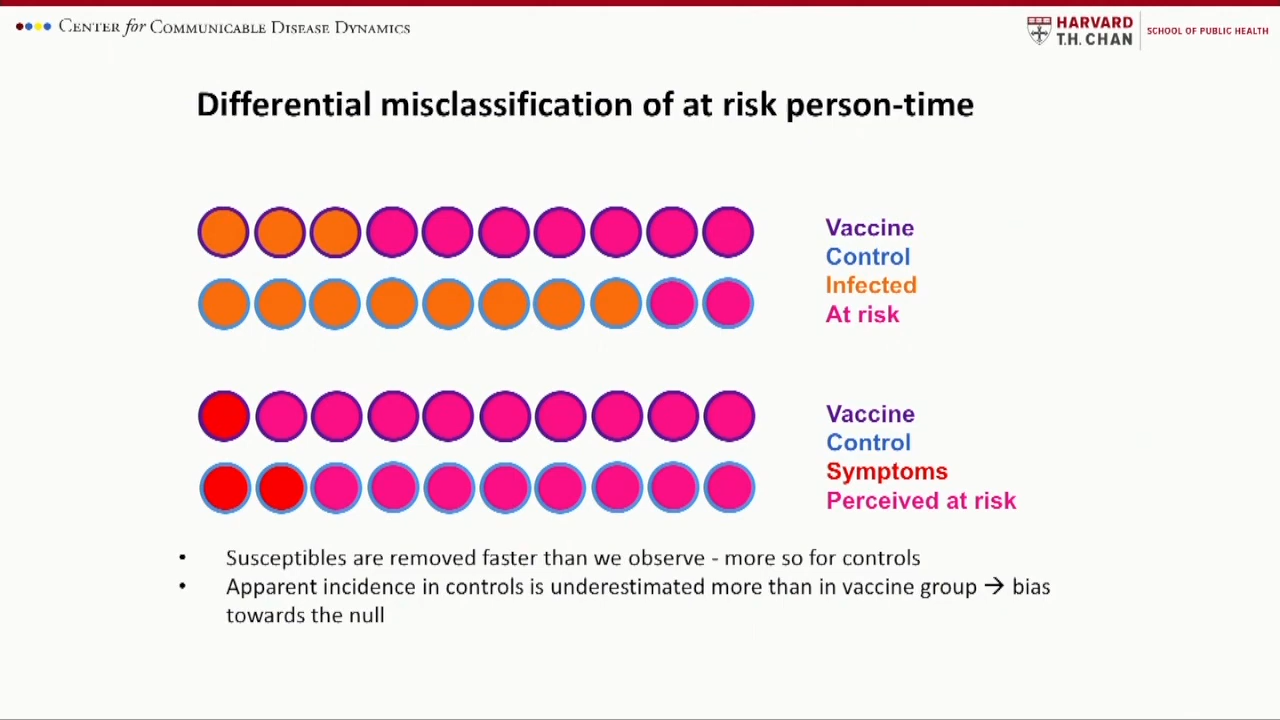 CENTER for COMMUNICABLE DISEASE DYNAMICS
HARVARD
T.H. CHAN
SCHOOL OF PUBLIC HEALTH
Differential misclassification of at risk person-time
Vaccine
Control
Infected
At risk
Vaccine
Control
Symptoms
Perceived at risk
• Susceptibles are removed faster than we observe - more so for controls
• Apparent incidence in controls is underestimated more than in vaccine group → bias
towards the null